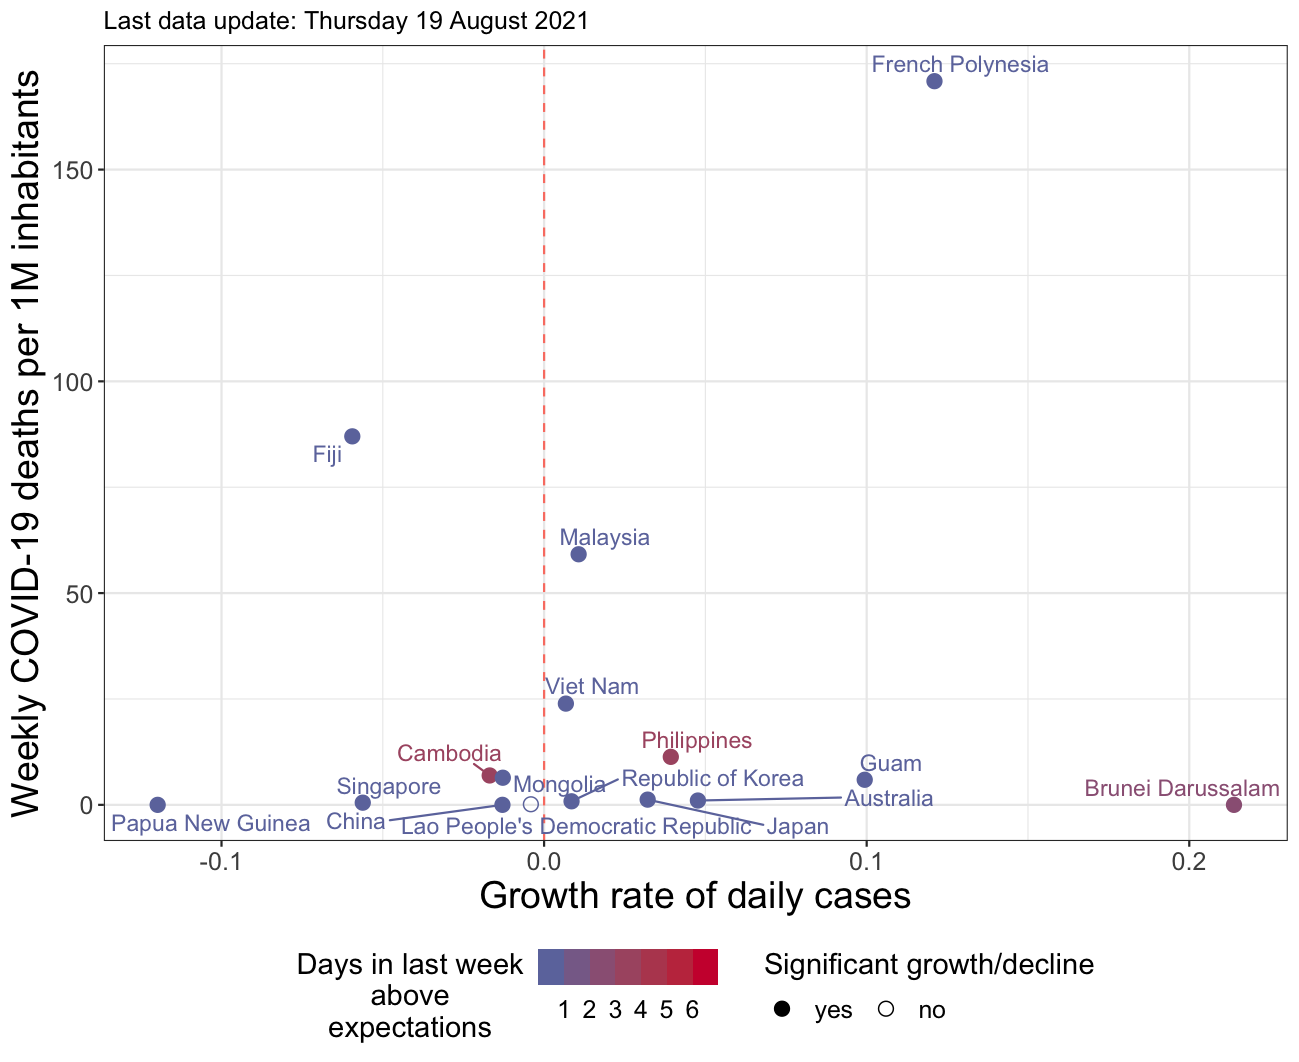 Last data update: Thursday 19 August 2021
Weekly COVID-19 deaths per 1M inhabitants
150
100
50
0
French Polynesia
Fiji
Malaysia
Viet Nam
Philippines
Cambodia
Guam
Mongolia
Republic of Korea
Singapore
Brunei Darussalam
Australia
Papua New Guinea
China
Lao People's Democratic Republic
Japan
-0.1
0.0
0.1
0.2
Growth rate of daily cases
Days in last week
above
expectations
1 2 3 4 5 6
Significant growth/decline
yes
no